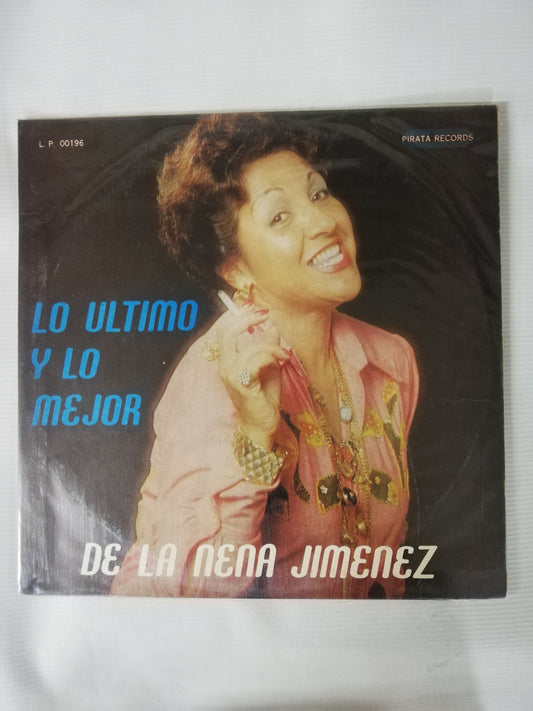 L. P. 00196
PIRATA RECORDS
LO ULTIMO
Y LO
MEJOR
DE LA NENA JIMENEZ